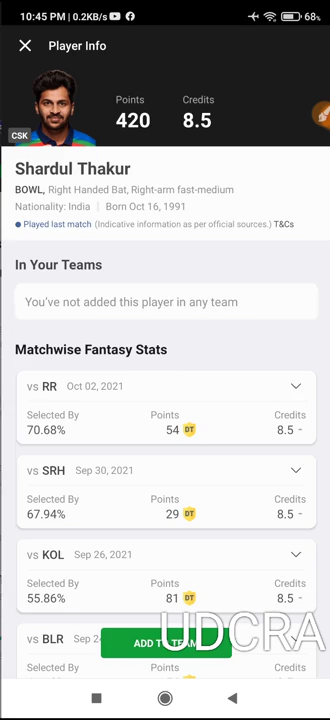 10:45 PM | 0.2KB/s
68%
Player Info
Points
Credits
420
8.5
CSK
Shardul Thakur
BOWL, Right Handed Bat, Right-arm fast-medium
Nationality: India | Born Oct 16, 1991
Played last match (Indicative information as per official sources.) T&Cs
In Your Teams
You've not added this player in any team
Matchwise Fantasy Stats
vs RR Oct 02, 2021
Selected By Points Credits
70.68% 54 DT 8.5 -
vs SRH Sep 30, 2021
Selected By Points Credits
67.94% 29 DT 8.5 -
vs KOL Sep 26, 2021
Selected By Points Credits
55.86% 81 DT 8.5 -
vs BLR Sep
ADD TO TEAM
UDCRA
Selected By Points Credits